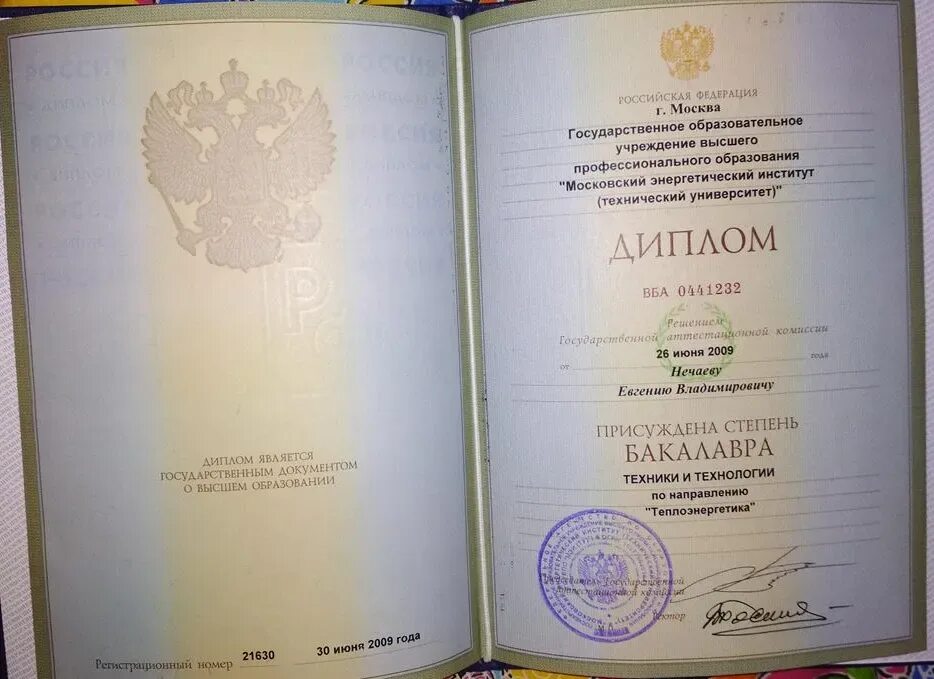 ДИПЛОМ ЯВЛЯЕТСЯ
ГОСУДАРСТВЕННЫМ ДОКУМЕНТОМ
О ВЫСШЕМ ОБРАЗОВАНИИ
Регистрационный номер 21630 30 июня 2009 года
РОССИЙСКАЯ ФЕДЕРАЦИЯ
г. Москва
Государственное образовательное
учреждение высшего
профессионального образования
"Московский энергетический институт
(технический университет)"
ДИПЛОМ
ВБА 0441232
Решением
Государственной аттестационной комиссии
от 26 июня 2009 года
Нечаеву
Евгению Владимировичу
ПРИСУЖДЕНА СТЕПЕНЬ
БАКАЛАВРА
ТЕХНИКИ И ТЕХНОЛОГИИ
по направлению
"Теплоэнергетика"
Председатель Государственной
аттестационной комиссии
Ректор